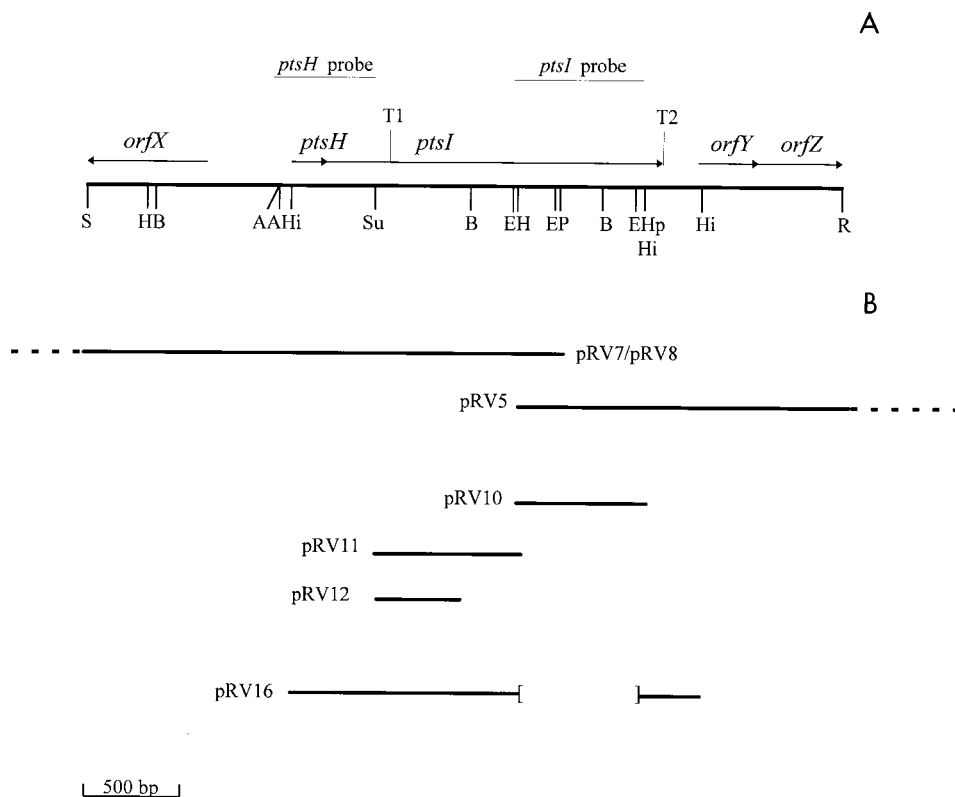 A
ptsH probe ptsI probe
T1 T2
orfX ptsH ptsI orfY orfZ
S HB AAHi Su B EH EP B EHp Hi R
Hi
B
pRV7/pRV8
pRV5
pRV10
pRV11
pRV12
pRV16 [ ]
500 bp